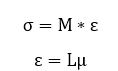 σ = M * ε
ε = Lμ